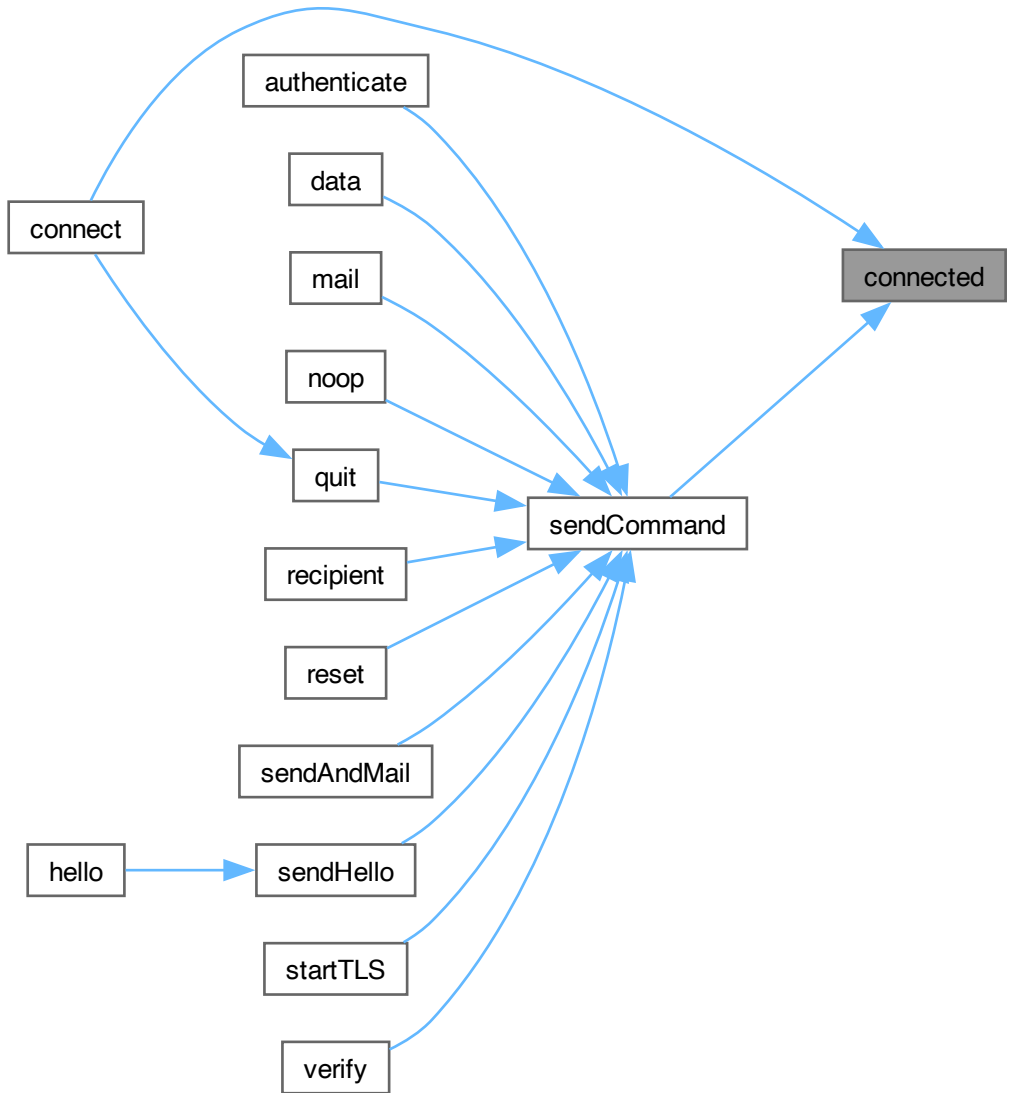 authenticate
data
connect
mail
connected
noop
quit
sendCommand
recipient
reset
sendAndMail
hello
sendHello
startTLS
verify